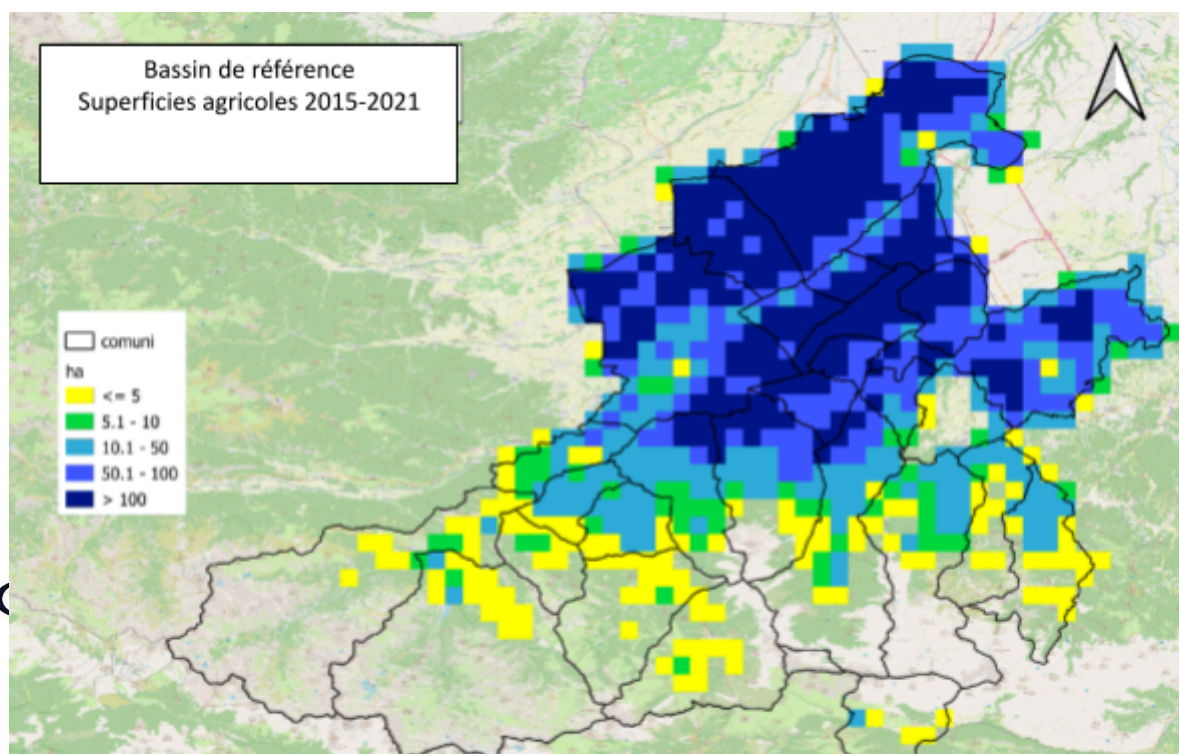 Bassin de référence
Superficies agricoles 2015-2021
comuni
ha
<= 5
5.1 - 10
10.1 - 50
50.1 - 100
> 100